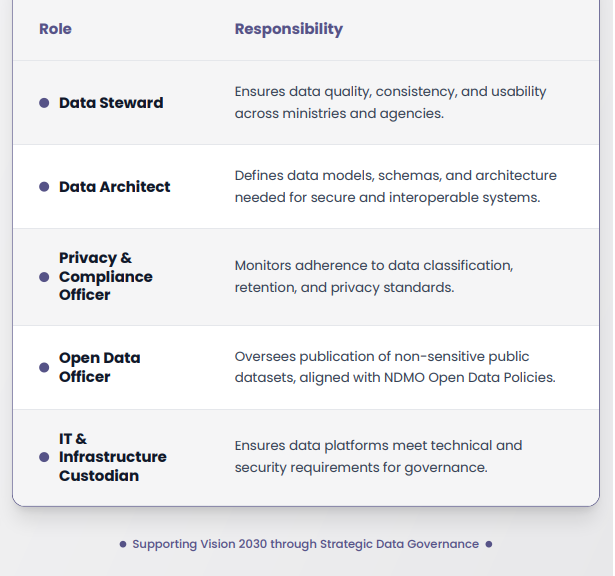 Role
Responsibility
Data Steward
Ensures data quality, consistency, and usability
across ministries and agencies.
Data Architect
Defines data models, schemas, and architecture
needed for secure and interoperable systems.
Privacy &
Compliance
Officer
Monitors adherence to data classification,
retention, and privacy standards.
Open Data
Officer
Oversees publication of non-sensitive public
datasets, aligned with NDMO Open Data Policies.
IT &
Infrastructure
Custodian
Ensures data platforms meet technical and
security requirements for governance.
Supporting Vision 2030 through Strategic Data Governance